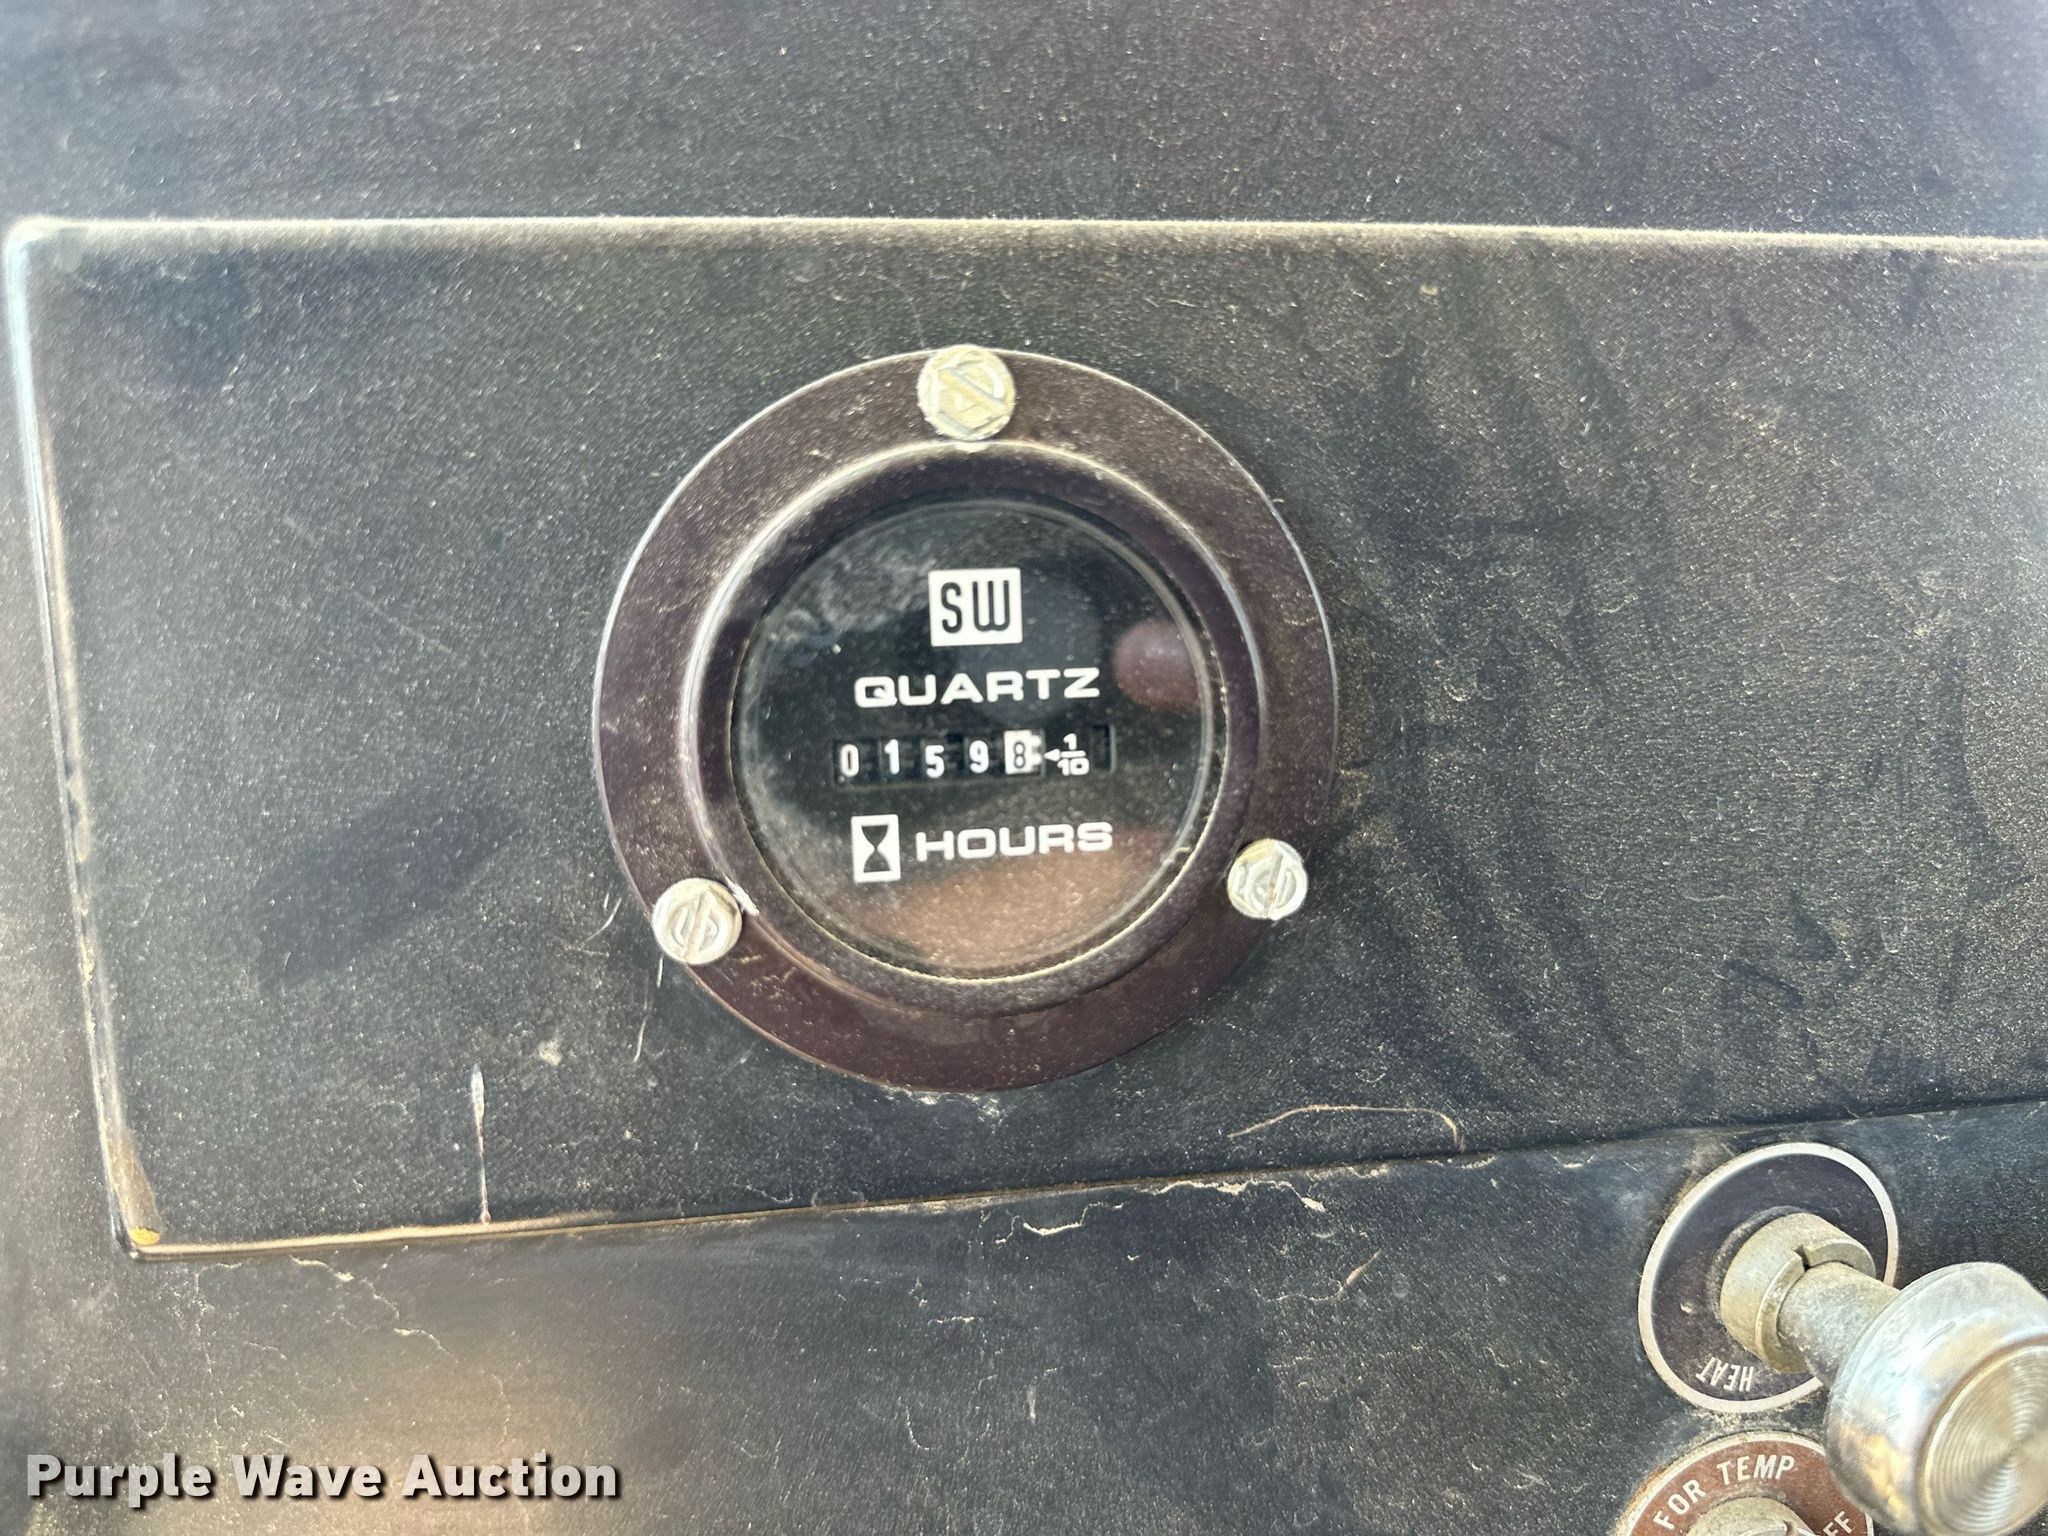 SW
QUARTZ
0 1 5 9 8 1/10
HOURS
HEAT
FOR TEMP
Purple Wave Auction